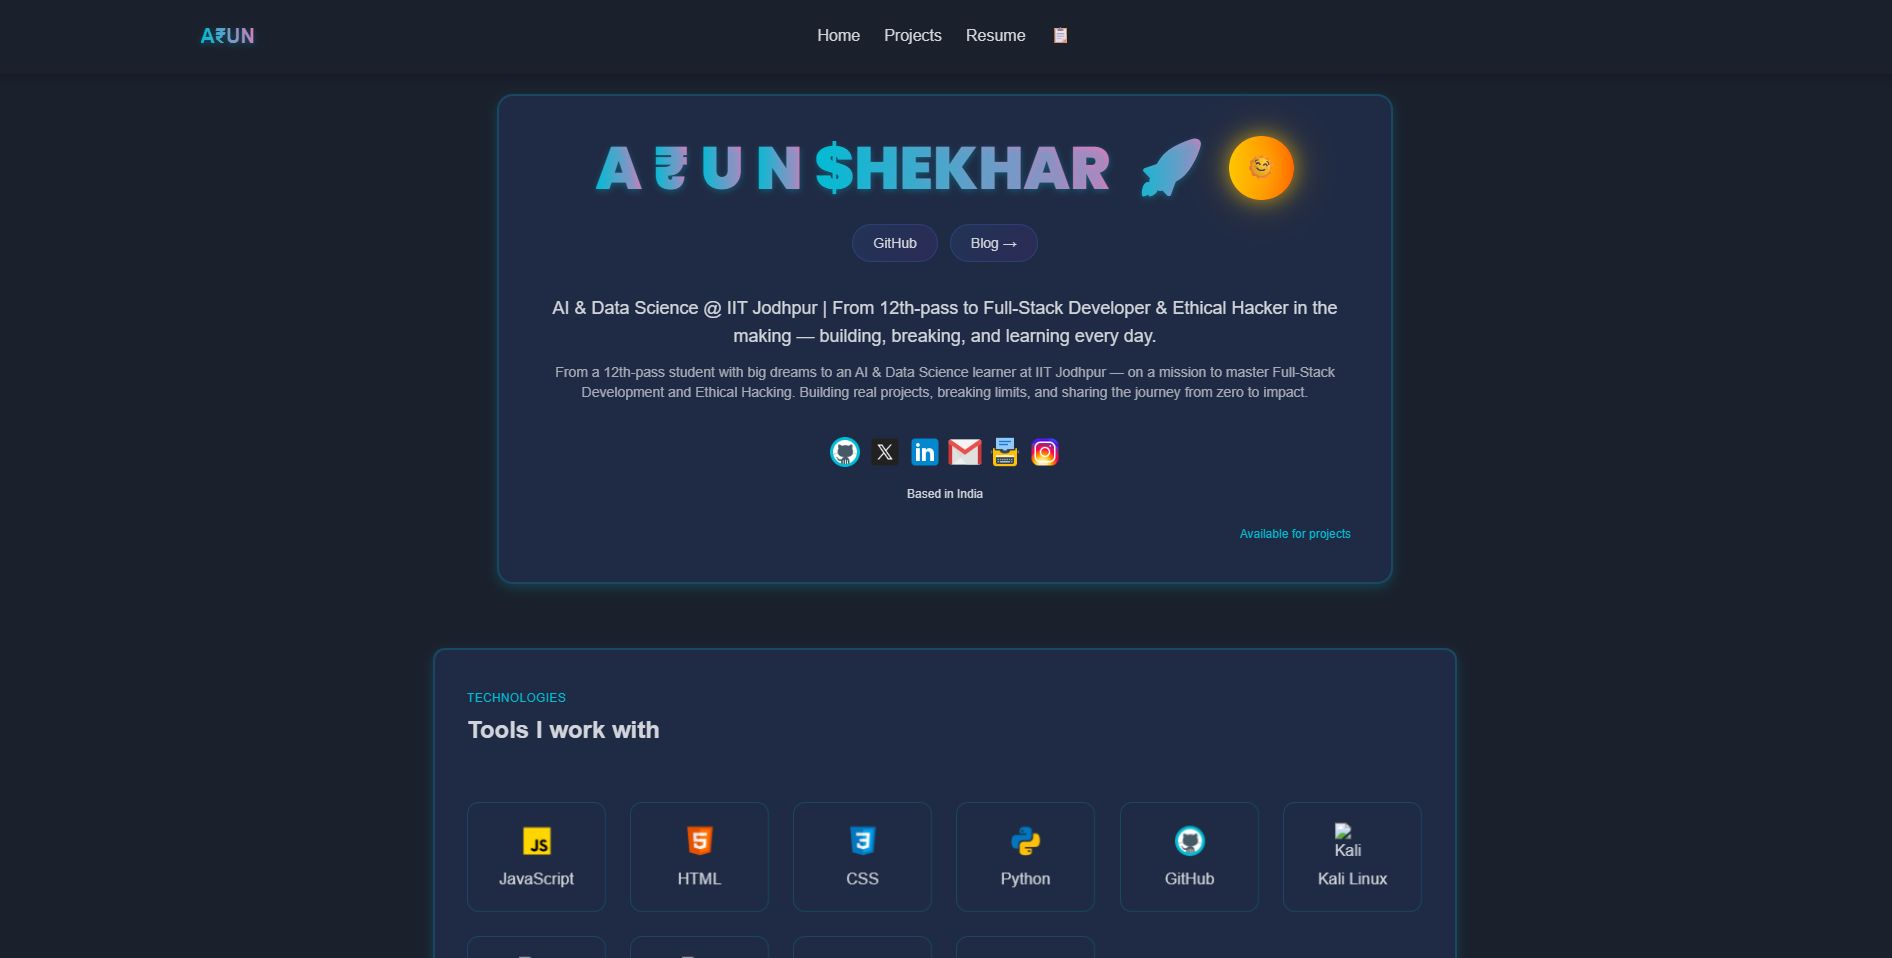 A₹UN
Home Projects Resume
A ₹ U N $HEKHAR
GitHub Blog →
AI & Data Science @ IIT Jodhpur | From 12th-pass to Full-Stack Developer & Ethical Hacker in the
making — building, breaking, and learning every day.
From a 12th-pass student with big dreams to an AI & Data Science learner at IIT Jodhpur — on a mission to master Full-Stack
Development and Ethical Hacking. Building real projects, breaking limits, and sharing the journey from zero to impact.
X in
Based in India
Available for projects
TECHNOLOGIES
Tools I work with
JS 5 3
Kali
JavaScript HTML CSS Python GitHub Kali Linux